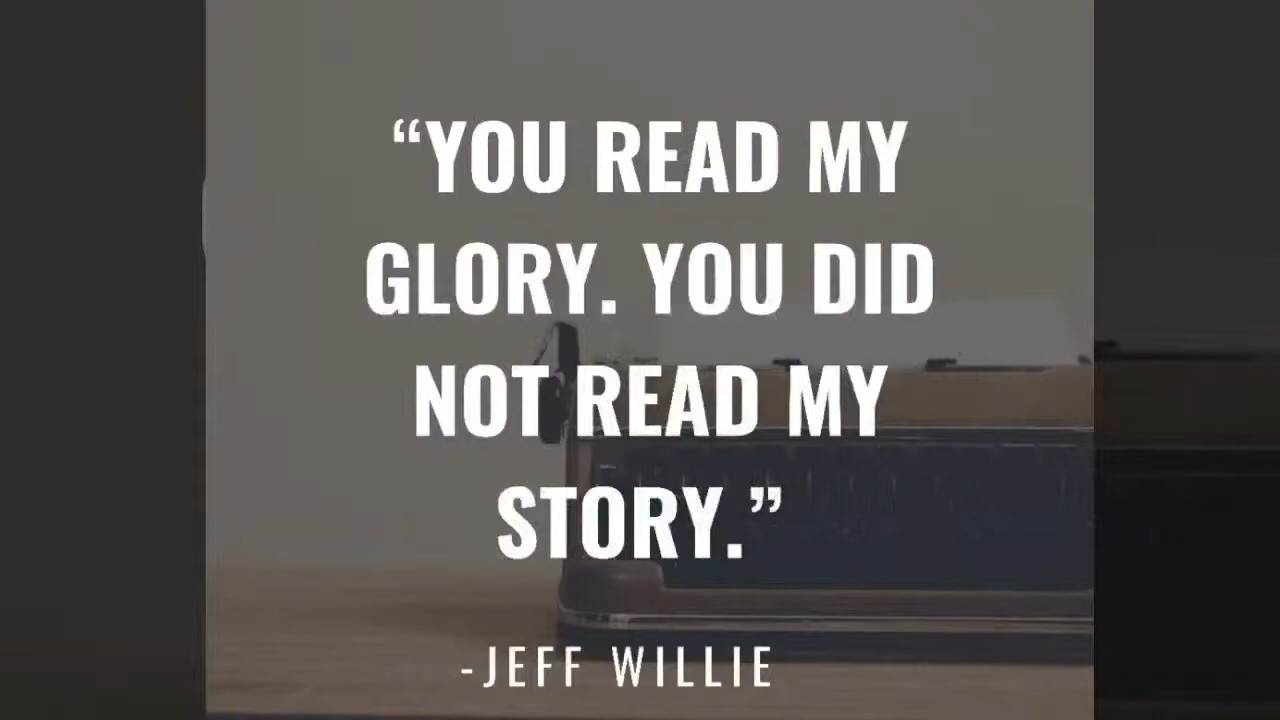 “YOU READ MY
GLORY. YOU DID
NOT READ MY
STORY.”
-JEFF WILLIE